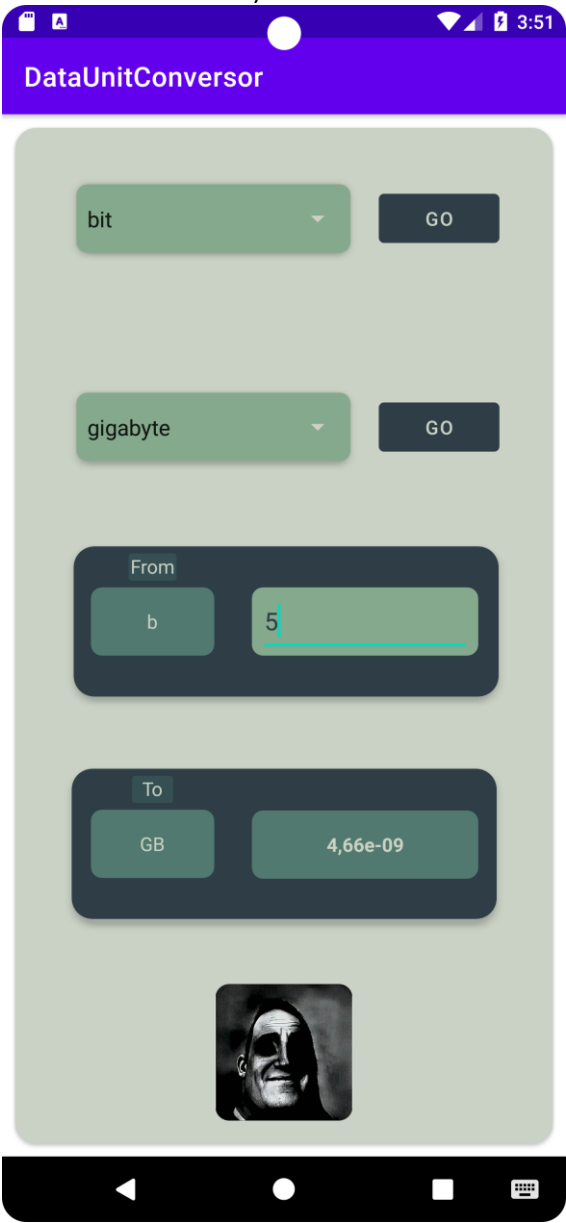 3:51
DataUnitConversor
bit
GO
gigabyte
GO
From
b
5
To
GB
4,66e-09